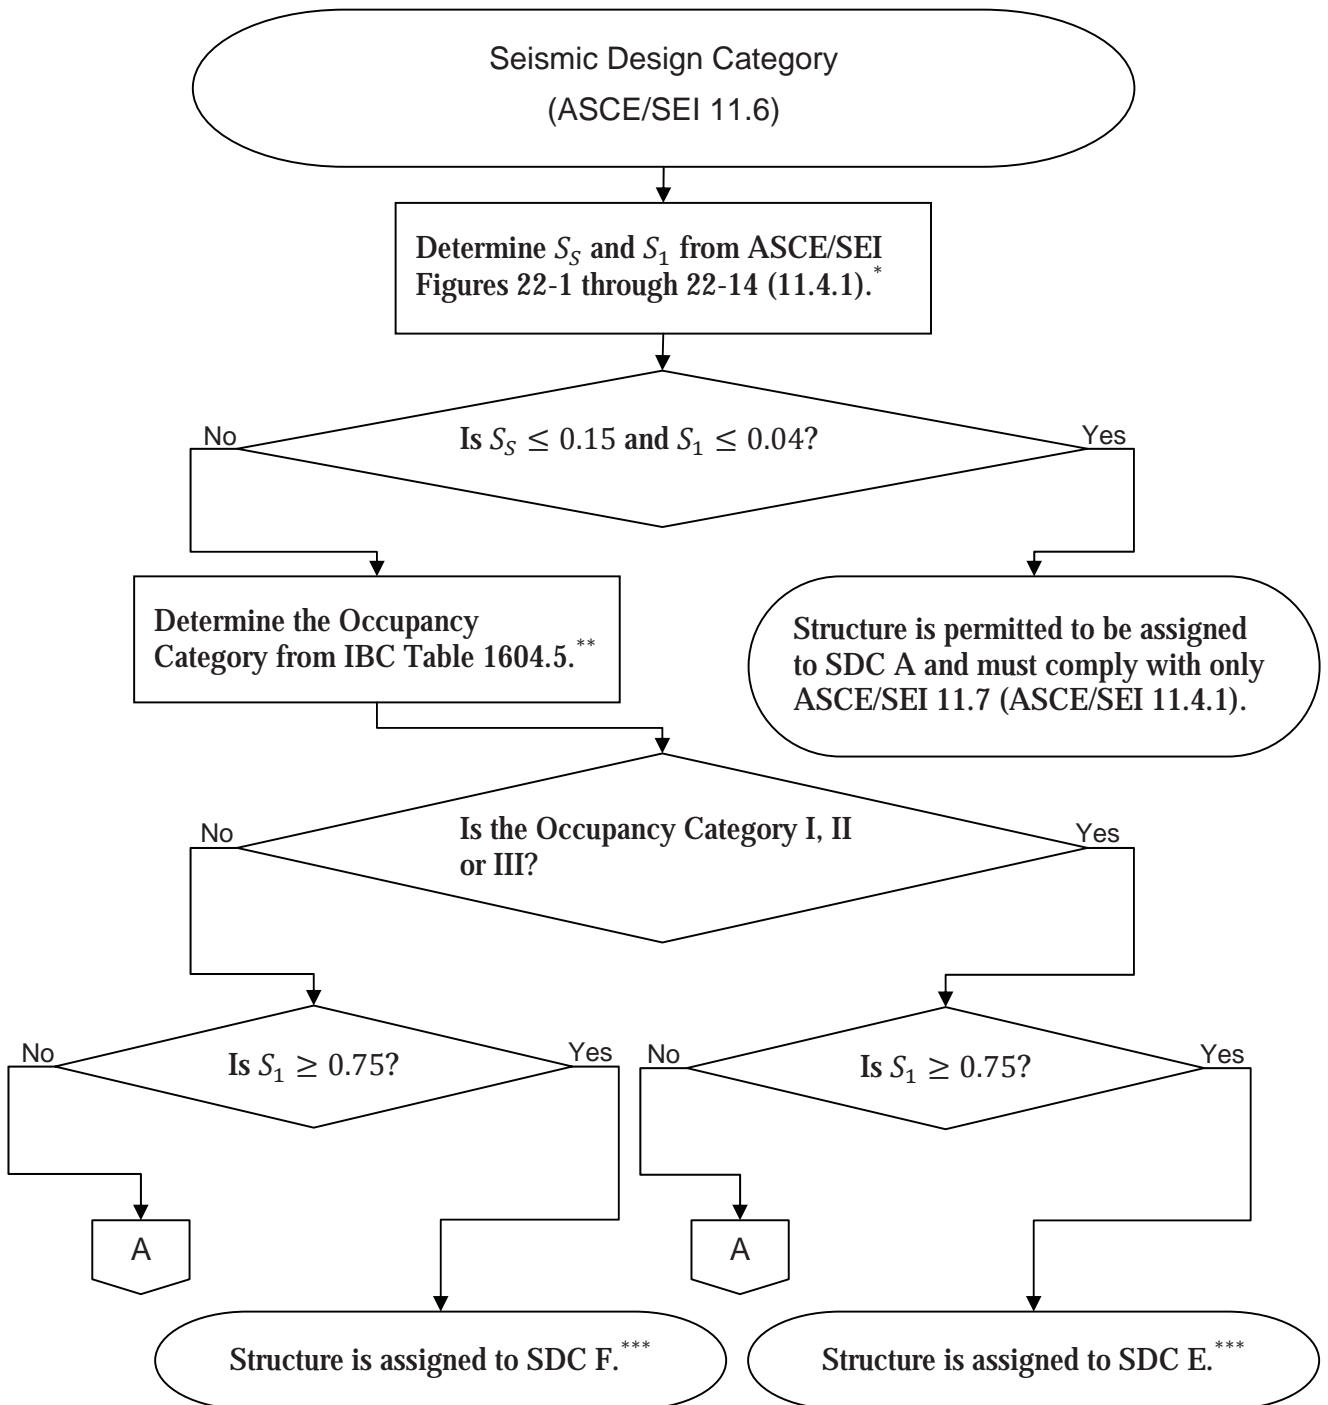 Seismic Design Category
(ASCE/SEI 11.6)
Determine S_S and S_1 from ASCE/SEI
Figures 22-1 through 22-14 (11.4.1).*
Is S_S ≤ 0.15 and S_1 ≤ 0.04?
No
Yes
Determine the Occupancy
Category from IBC Table 1604.5.**
Structure is permitted to be assigned
to SDC A and must comply with only
ASCE/SEI 11.7 (ASCE/SEI 11.4.1).
Is the Occupancy Category I, II
or III?
No
Yes
Is S_1 ≥ 0.75?
No
Yes
Is S_1 ≥ 0.75?
No
Yes
A
A
Structure is assigned to SDC F.***
Structure is assigned to SDC E.***